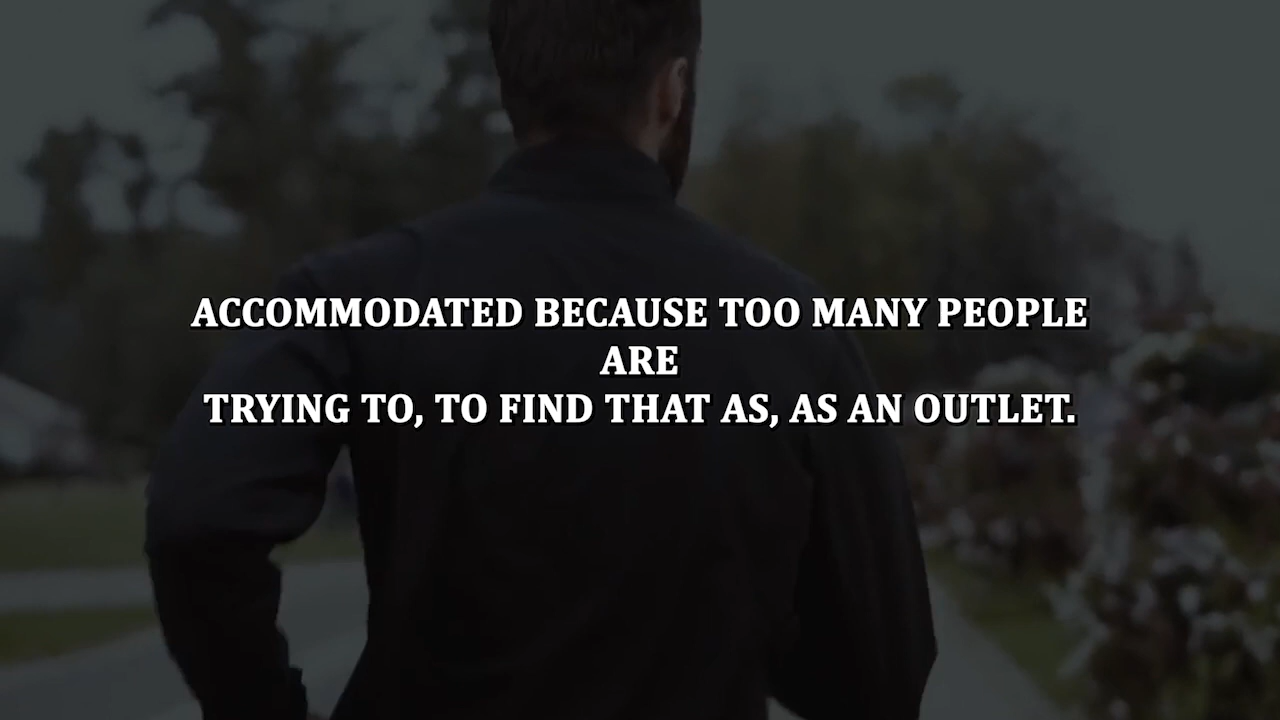 ACCOMMODATED BECAUSE TOO MANY PEOPLE
ARE
TRYING TO, TO FIND THAT AS, AS AN OUTLET.